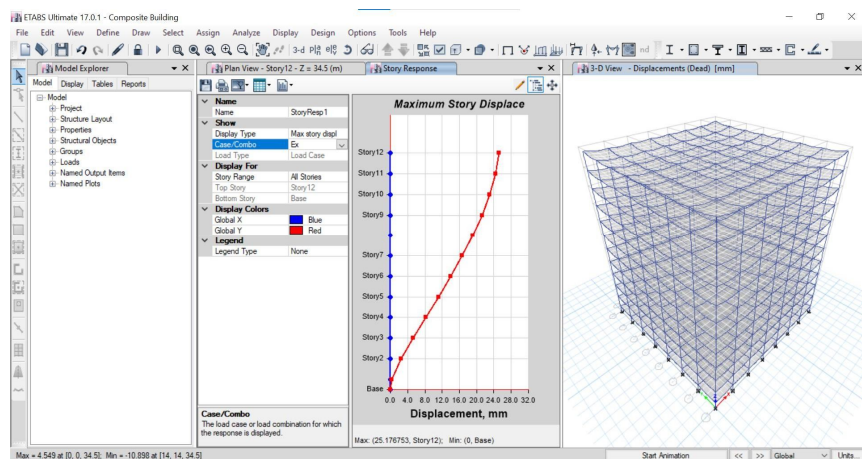 ETABS Ultimate 17.0.1 - Composite Building
File Edit View Define Draw Select Assign Analyze Display Design Options Tools Help
3-d
nd
Model Explorer
Model Display Tables Reports
Model
Project
Structure Layout
Properties
Structural Objects
Groups
Loads
Named Output Items
Named Plots
Plan View - Story12 - Z = 34.5 (m)
Story Response
Name
Name StoryResp1
Show
Display Type Max story displ
Case/Combo Ex
Load Type Load Case
Display For
Story Range All Stories
Top Story Story12
Bottom Story Base
Display Colors
Global X Blue
Global Y Red
Legend
Legend Type None
Case/Combo
The load case or load combination for which
the response is displayed.
Maximum Story Displace
Story12
Story11
Story10
Story9
Story7
Story6
Story5
Story4
Story3
Story2
Base
0.0 4.0 8.0 12.0 16.0 20.0 24.0 28.0 32.0
Displacement, mm
Max: (25.176753, Story12); Min: (0, Base)
3-D View - Displacements (Dead) [mm]
Max = 4.549 at [0, 0, 34.5]; Min = -10.898 at [14, 14, 34.5]
Start Animation << >> Global Units...